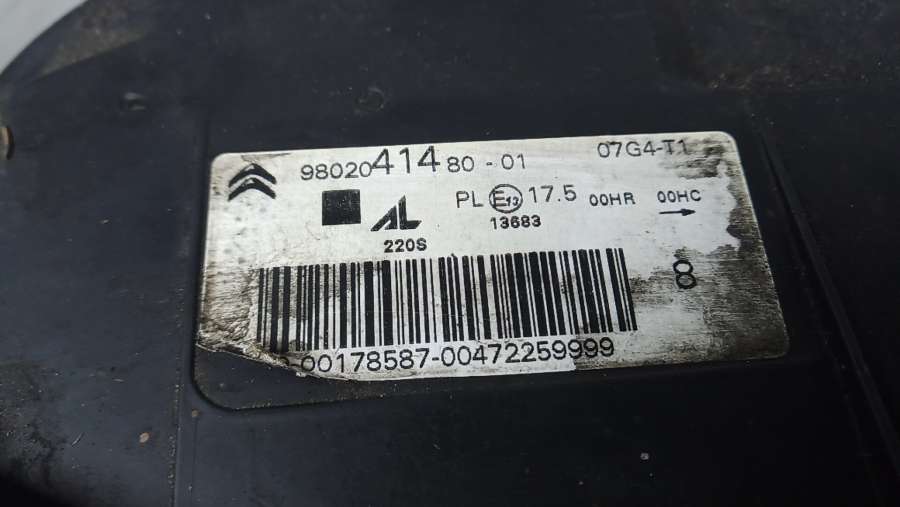 9802041480-01 07G4-T1
PL E13 17.5 00HR 00HC
AL 13683
220S
8
-00178587-00472259999